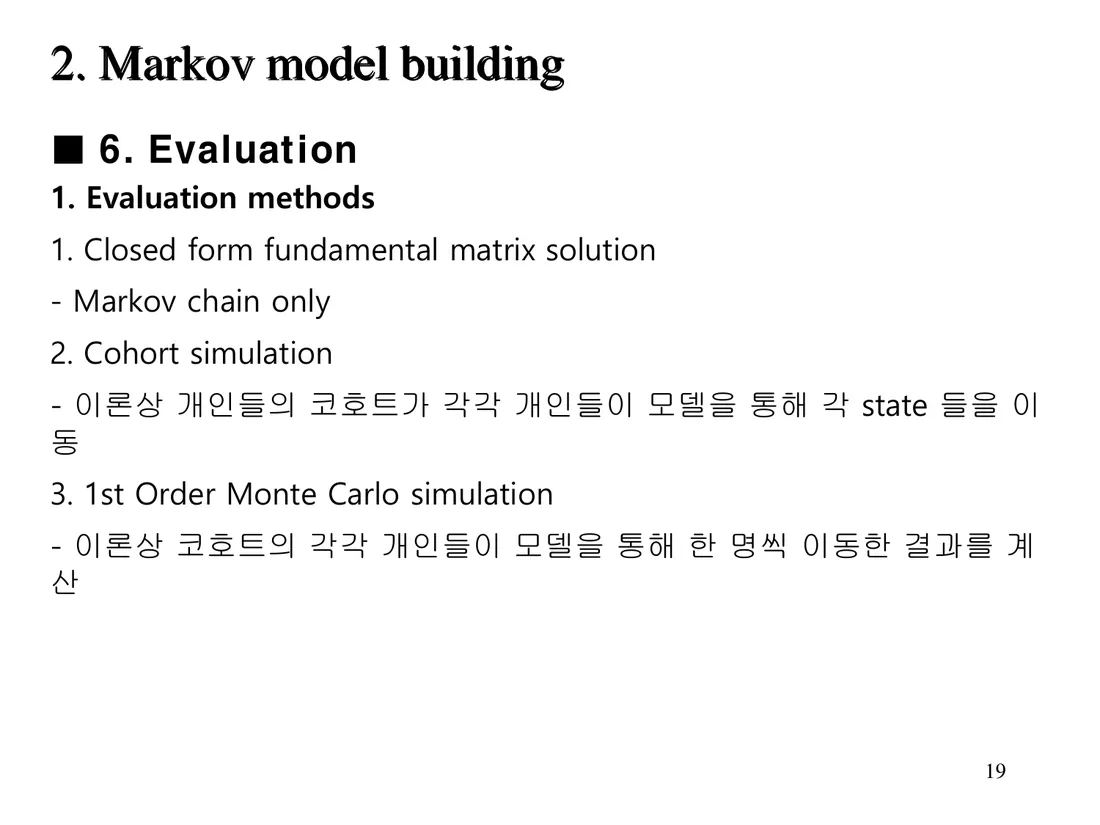 2. Markov model building
■ 6. Evaluation
1. Evaluation methods
1. Closed form fundamental matrix solution
- Markov chain only
2. Cohort simulation
- 이론상 개인들의 코호트가 각각 개인들이 모델을 통해 각 state 들을 이
동
3. 1st Order Monte Carlo simulation
- 이론상 코호트의 각각 개인들이 모델을 통해 한 명씩 이동한 결과를 계
산
19